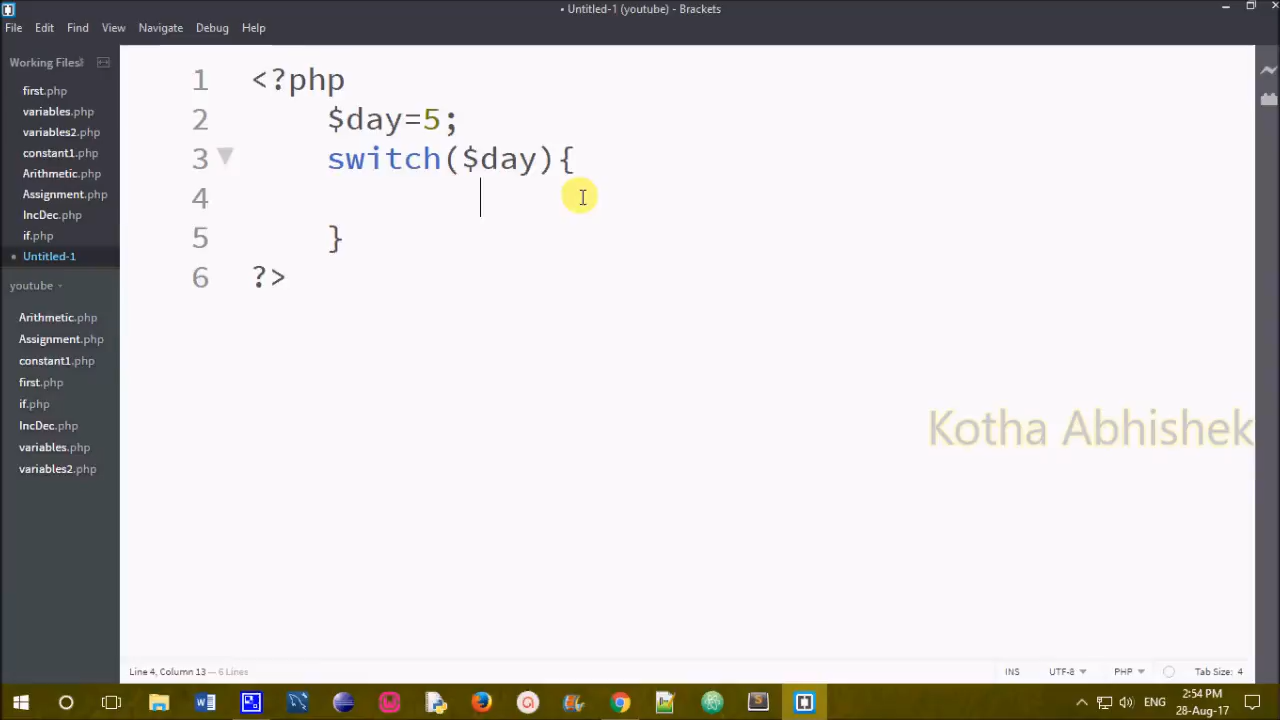 • Untitled-1 (youtube) - Brackets
File Edit Find View Navigate Debug Help
Working Files
first.php
variables.php
variables2.php
constant1.php
Arithmetic.php
Assignment.php
IncDec.php
if.php
• Untitled-1
youtube
Arithmetic.php
Assignment.php
constant1.php
first.php
if.php
IncDec.php
variables.php
variables2.php
1 <?php
2 $day=5;
3 switch($day){
4
5 }
6 ?>
Kotha Abhishek
Line 4, Column 13 — 6 Lines
INS UTF-8 PHP Tab Size: 4
ENG
2:54 PM
28-Aug-17